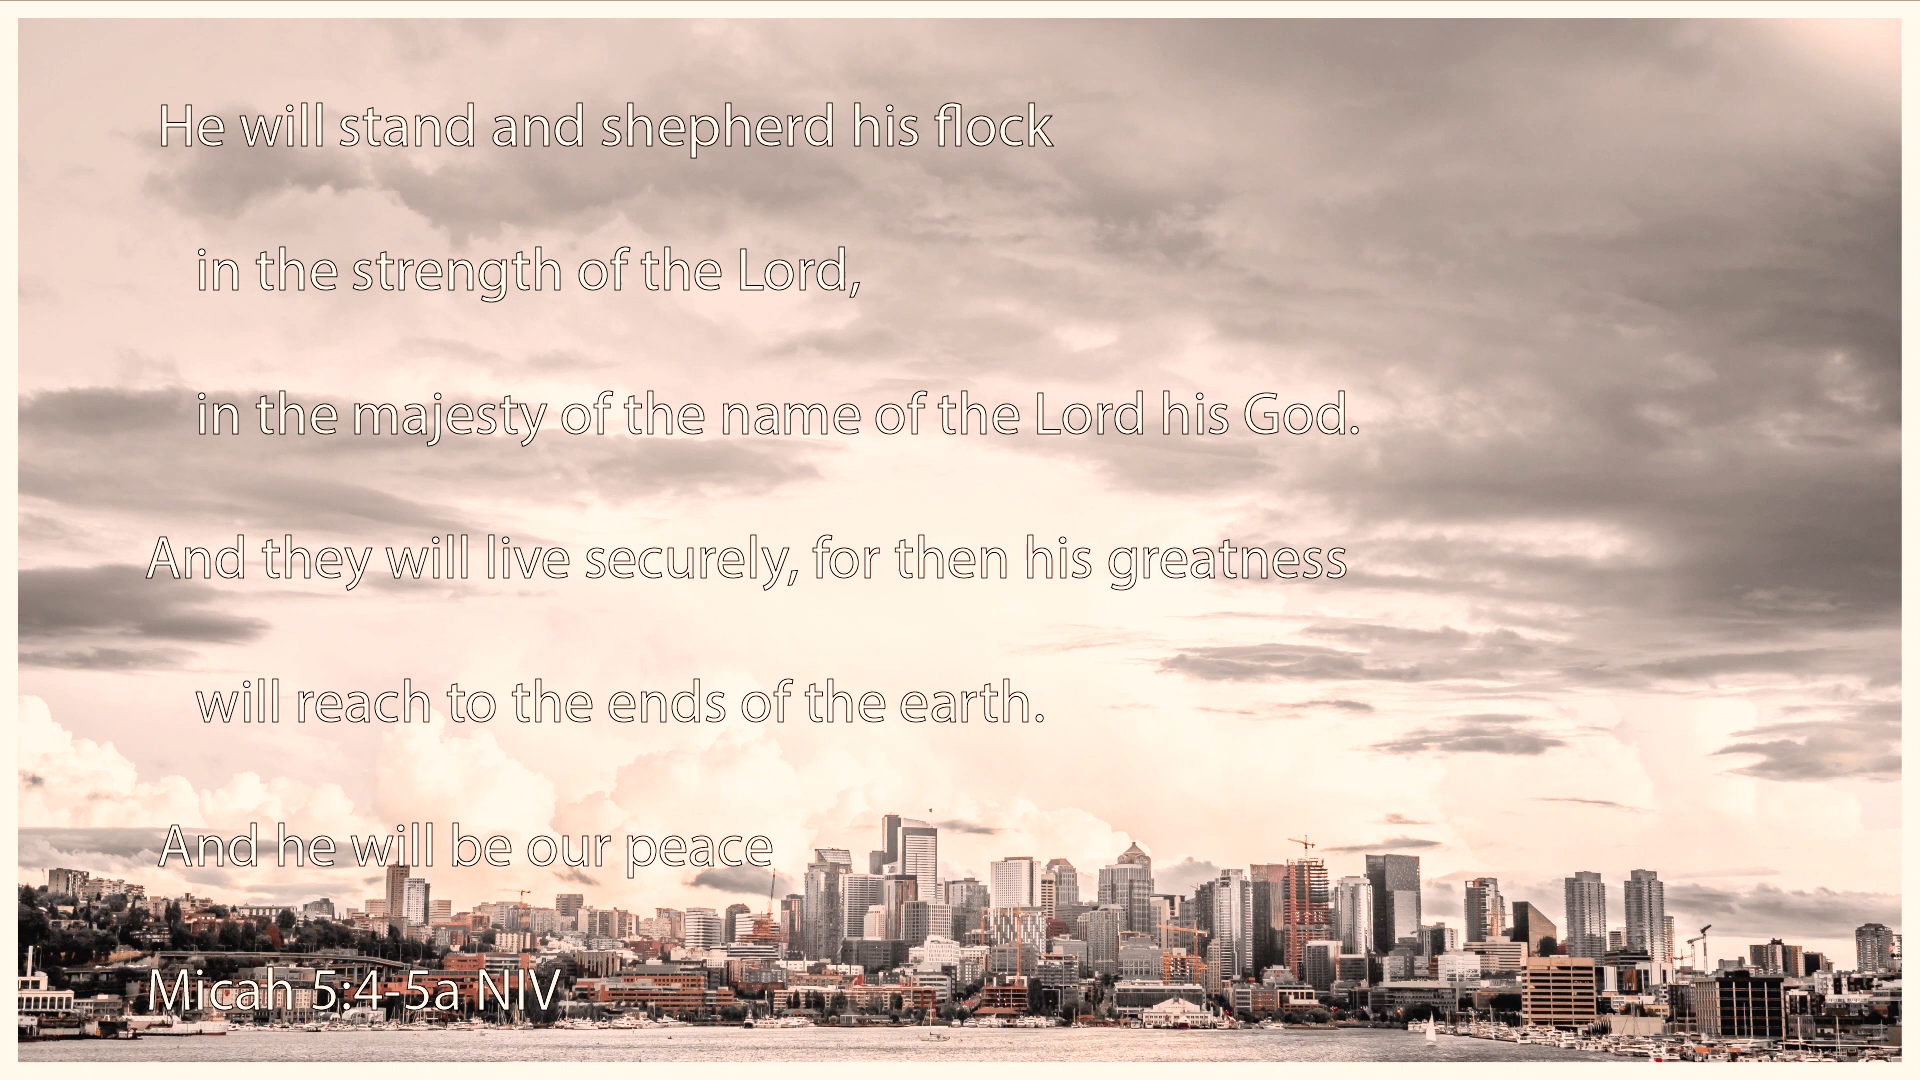 He will stand and shepherd his flock
in the strength of the Lord,
in the majesty of the name of the Lord his God.
And they will live securely, for then his greatness
will reach to the ends of the earth.
And he will be our peace
Micah 5:4-5a NIV